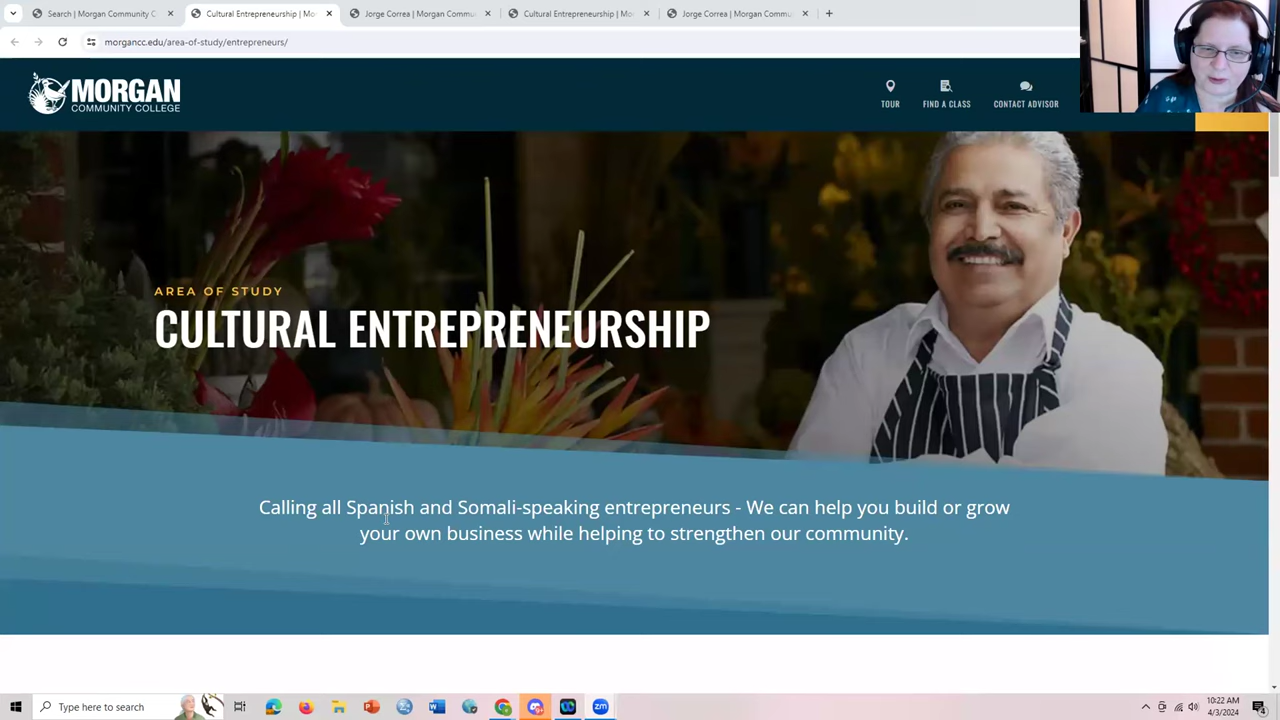 Search | Morgan Community C
Cultural Entrepreneurship | Mo
Jorge Correa | Morgan Commu
Cultural Entrepreneurship | Mo
Jorge Correa | Morgan Commu
morgancc.edu/area-of-study/entrepreneurs/
MORGAN
COMMUNITY COLLEGE
TOUR
FIND A CLASS
CONTACT ADVISOR
AREA OF STUDY
CULTURAL ENTREPRENEURSHIP
Calling all Spanish and Somali-speaking entrepreneurs - We can help you build or grow
your own business while helping to strengthen our community.
Type here to search
zm
10:22 AM
4/3/2024
4